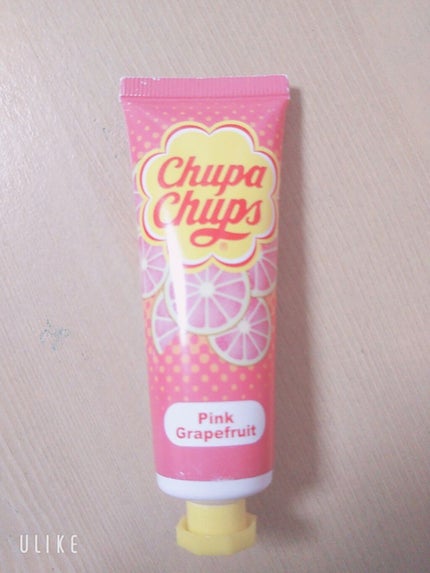 Chupa
Chups
®
Pink
Grapefruit
ULIKE